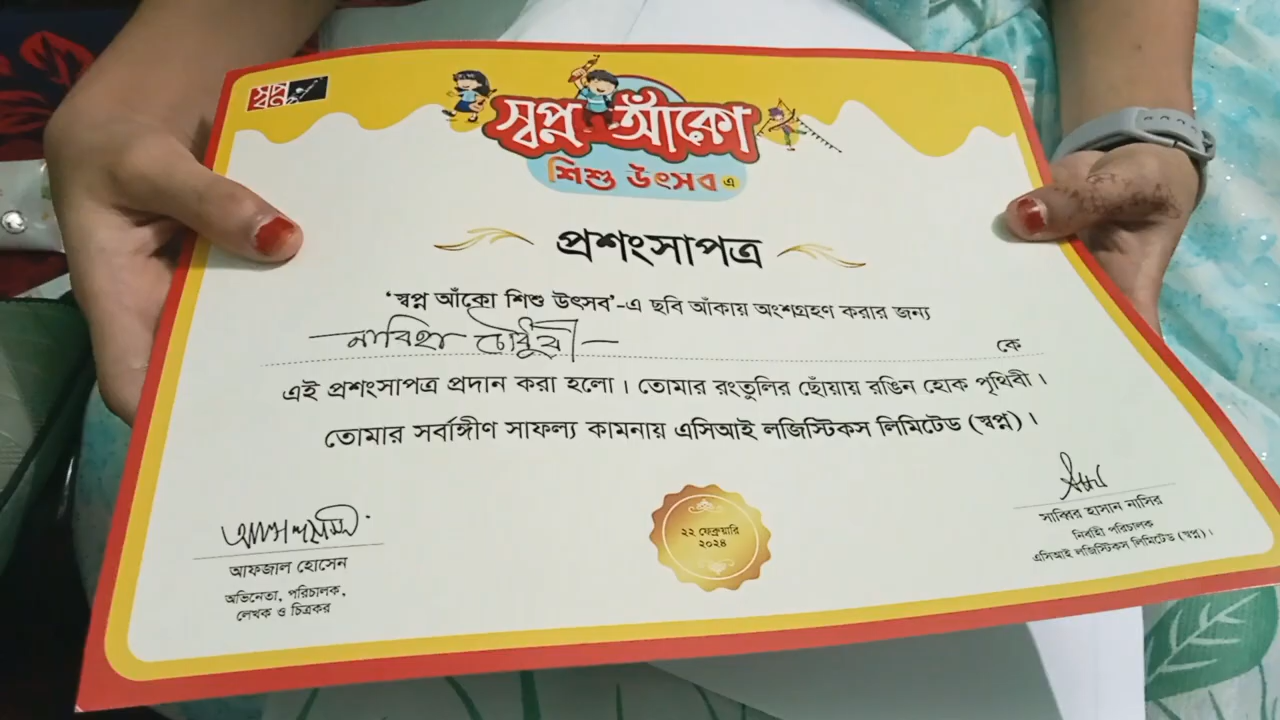 স্বপ্ন
স্বপ্ন আঁকো
শিশু উৎসব এ
প্রশংসাপত্র
‘স্বপ্ন আঁকো শিশু উৎসব’-এ ছবি আঁকায় অংশগ্রহণ করার জন্য
নাবিহা চৌধুরী
কে
এই প্রশংসাপত্র প্রদান করা হলো। তোমার রংতুলির ছোঁয়ায় রঙিন হোক পৃথিবী।
তোমার সর্বাঙ্গীণ সাফল্য কামনায় এসিআই লজিস্টিকস লিমিটেড (স্বপ্ন)।
আফজাল হোসেন
অভিনেতা, পরিচালক,
লেখক ও চিত্রকর
২২ ফেব্রুয়ারি
২০২৪
সাব্বির হাসান নাসির
নির্বাহী পরিচালক
এসিআই লজিস্টিকস লিমিটেড (স্বপ্ন)।